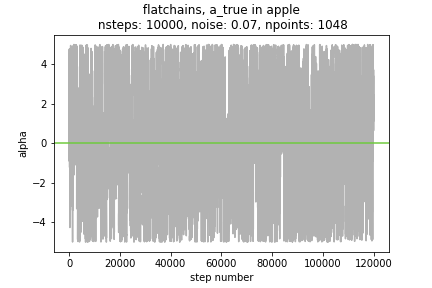 flatchains, a_true in apple
nsteps: 10000, noise: 0.07, npoints: 1048
4
2
0
−2
−4
alpha
0 20000 40000 60000 80000 100000 120000
step number